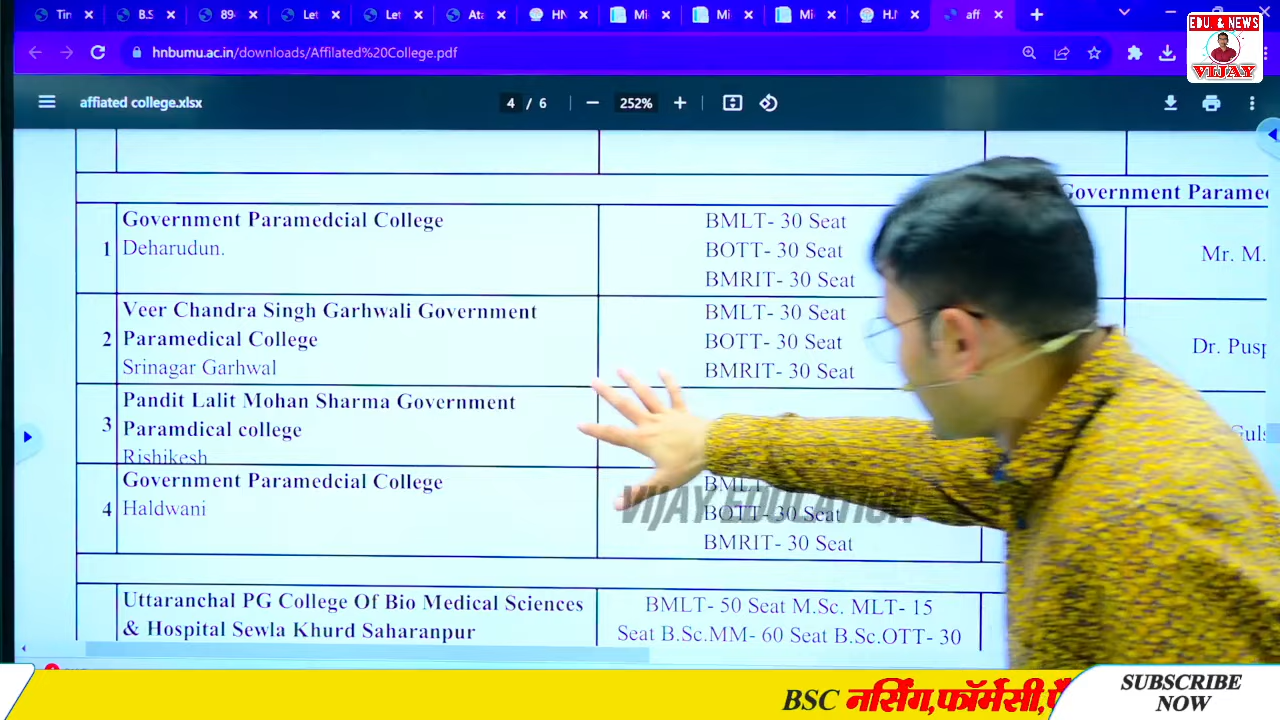 Tin
B.S
89
Let
Let
Ata
HN
Mi
Mi
Mi
H.N
aff
EDU. & NEWS
VIJAY
hnbumu.ac.in/downloads/Affilated%20College.pdf
affiated college.xlsx
4 / 6
252%
Government Paramed
1
Government Paramedcial College
Deharudun.
BMLT- 30 Seat
BOTT- 30 Seat
BMRIT- 30 Seat
Mr. M.
2
Veer Chandra Singh Garhwali Government
Paramedical College
Srinagar Garhwal
BMLT- 30 Seat
BOTT- 30 Seat
BMRIT- 30 Seat
Dr. Pusp
3
Pandit Lalit Mohan Sharma Government
Paramdical college
Rishikesh
Guls
4
Government Paramedcial College
Haldwani
BMLT-
BOTT- 30 Seat
BMRIT- 30 Seat
VIJAY EDUCATION
Uttaranchal PG College Of Bio Medical Sciences
& Hospital Sewla Khurd Saharanpur
BMLT- 50 Seat M.Sc. MLT- 15
Seat B.Sc.MM- 60 Seat B.Sc.OTT- 30
BSC नर्सिंग,फॉर्मेसी,पै
SUBSCRIBE
NOW